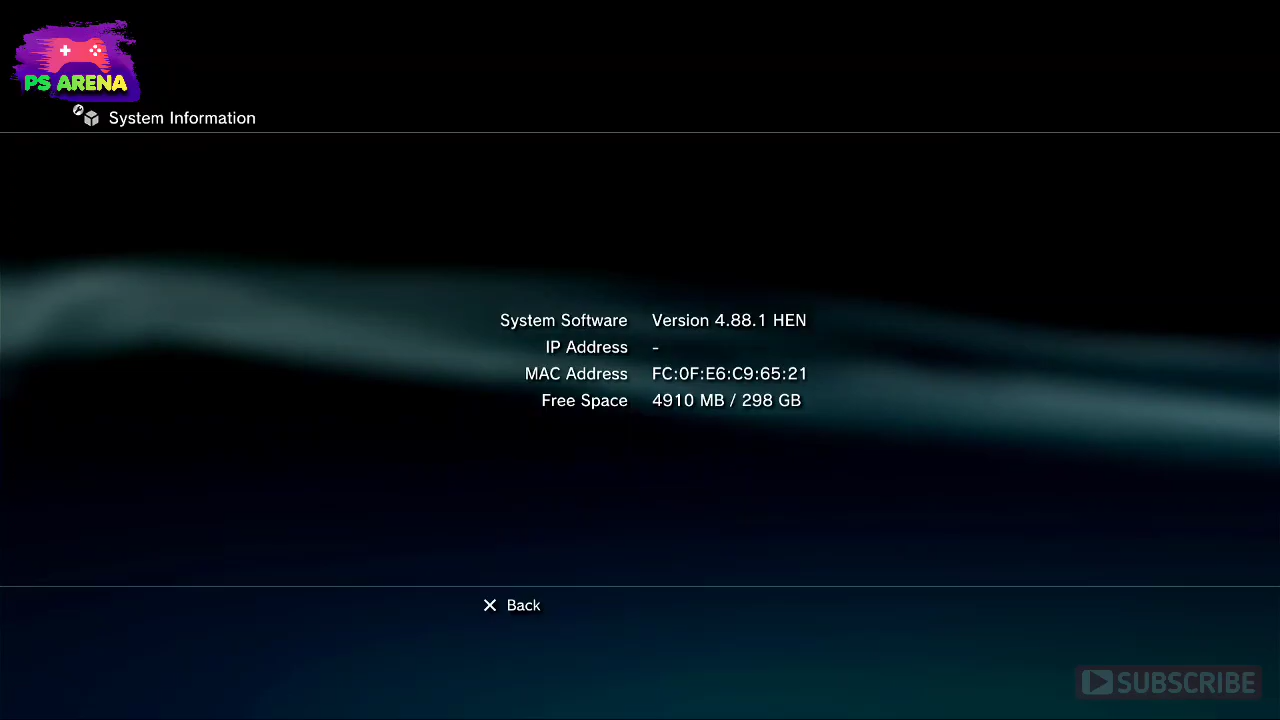 PS ARENA
System Information
System Software Version 4.88.1 HEN
IP Address -
MAC Address FC:0F:E6:C9:65:21
Free Space 4910 MB / 298 GB
Back
SUBSCRIBE